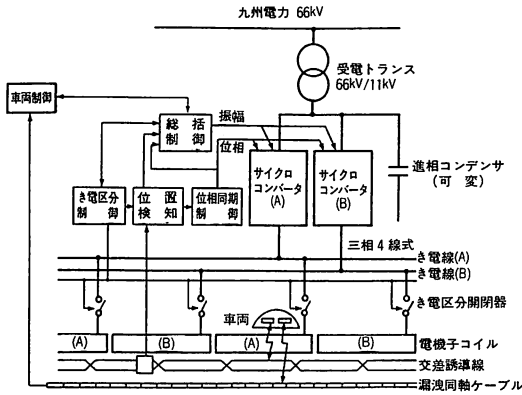 九州電力 66kV
受電トランス
66kV/11kV
車両制御
総括
制御
振幅
位相
サイクロ
コンバータ
(A)
サイクロ
コンバータ
(B)
進相コンデンサ
(可変)
き電区分
制御
位置
検知
位相同期
制御
三相4線式
き電線(A)
き電線(B)
き電区分開閉器
車両
(A)
(B)
(A)
(B)
電機子コイル
交差誘導線
漏洩同軸ケーブル